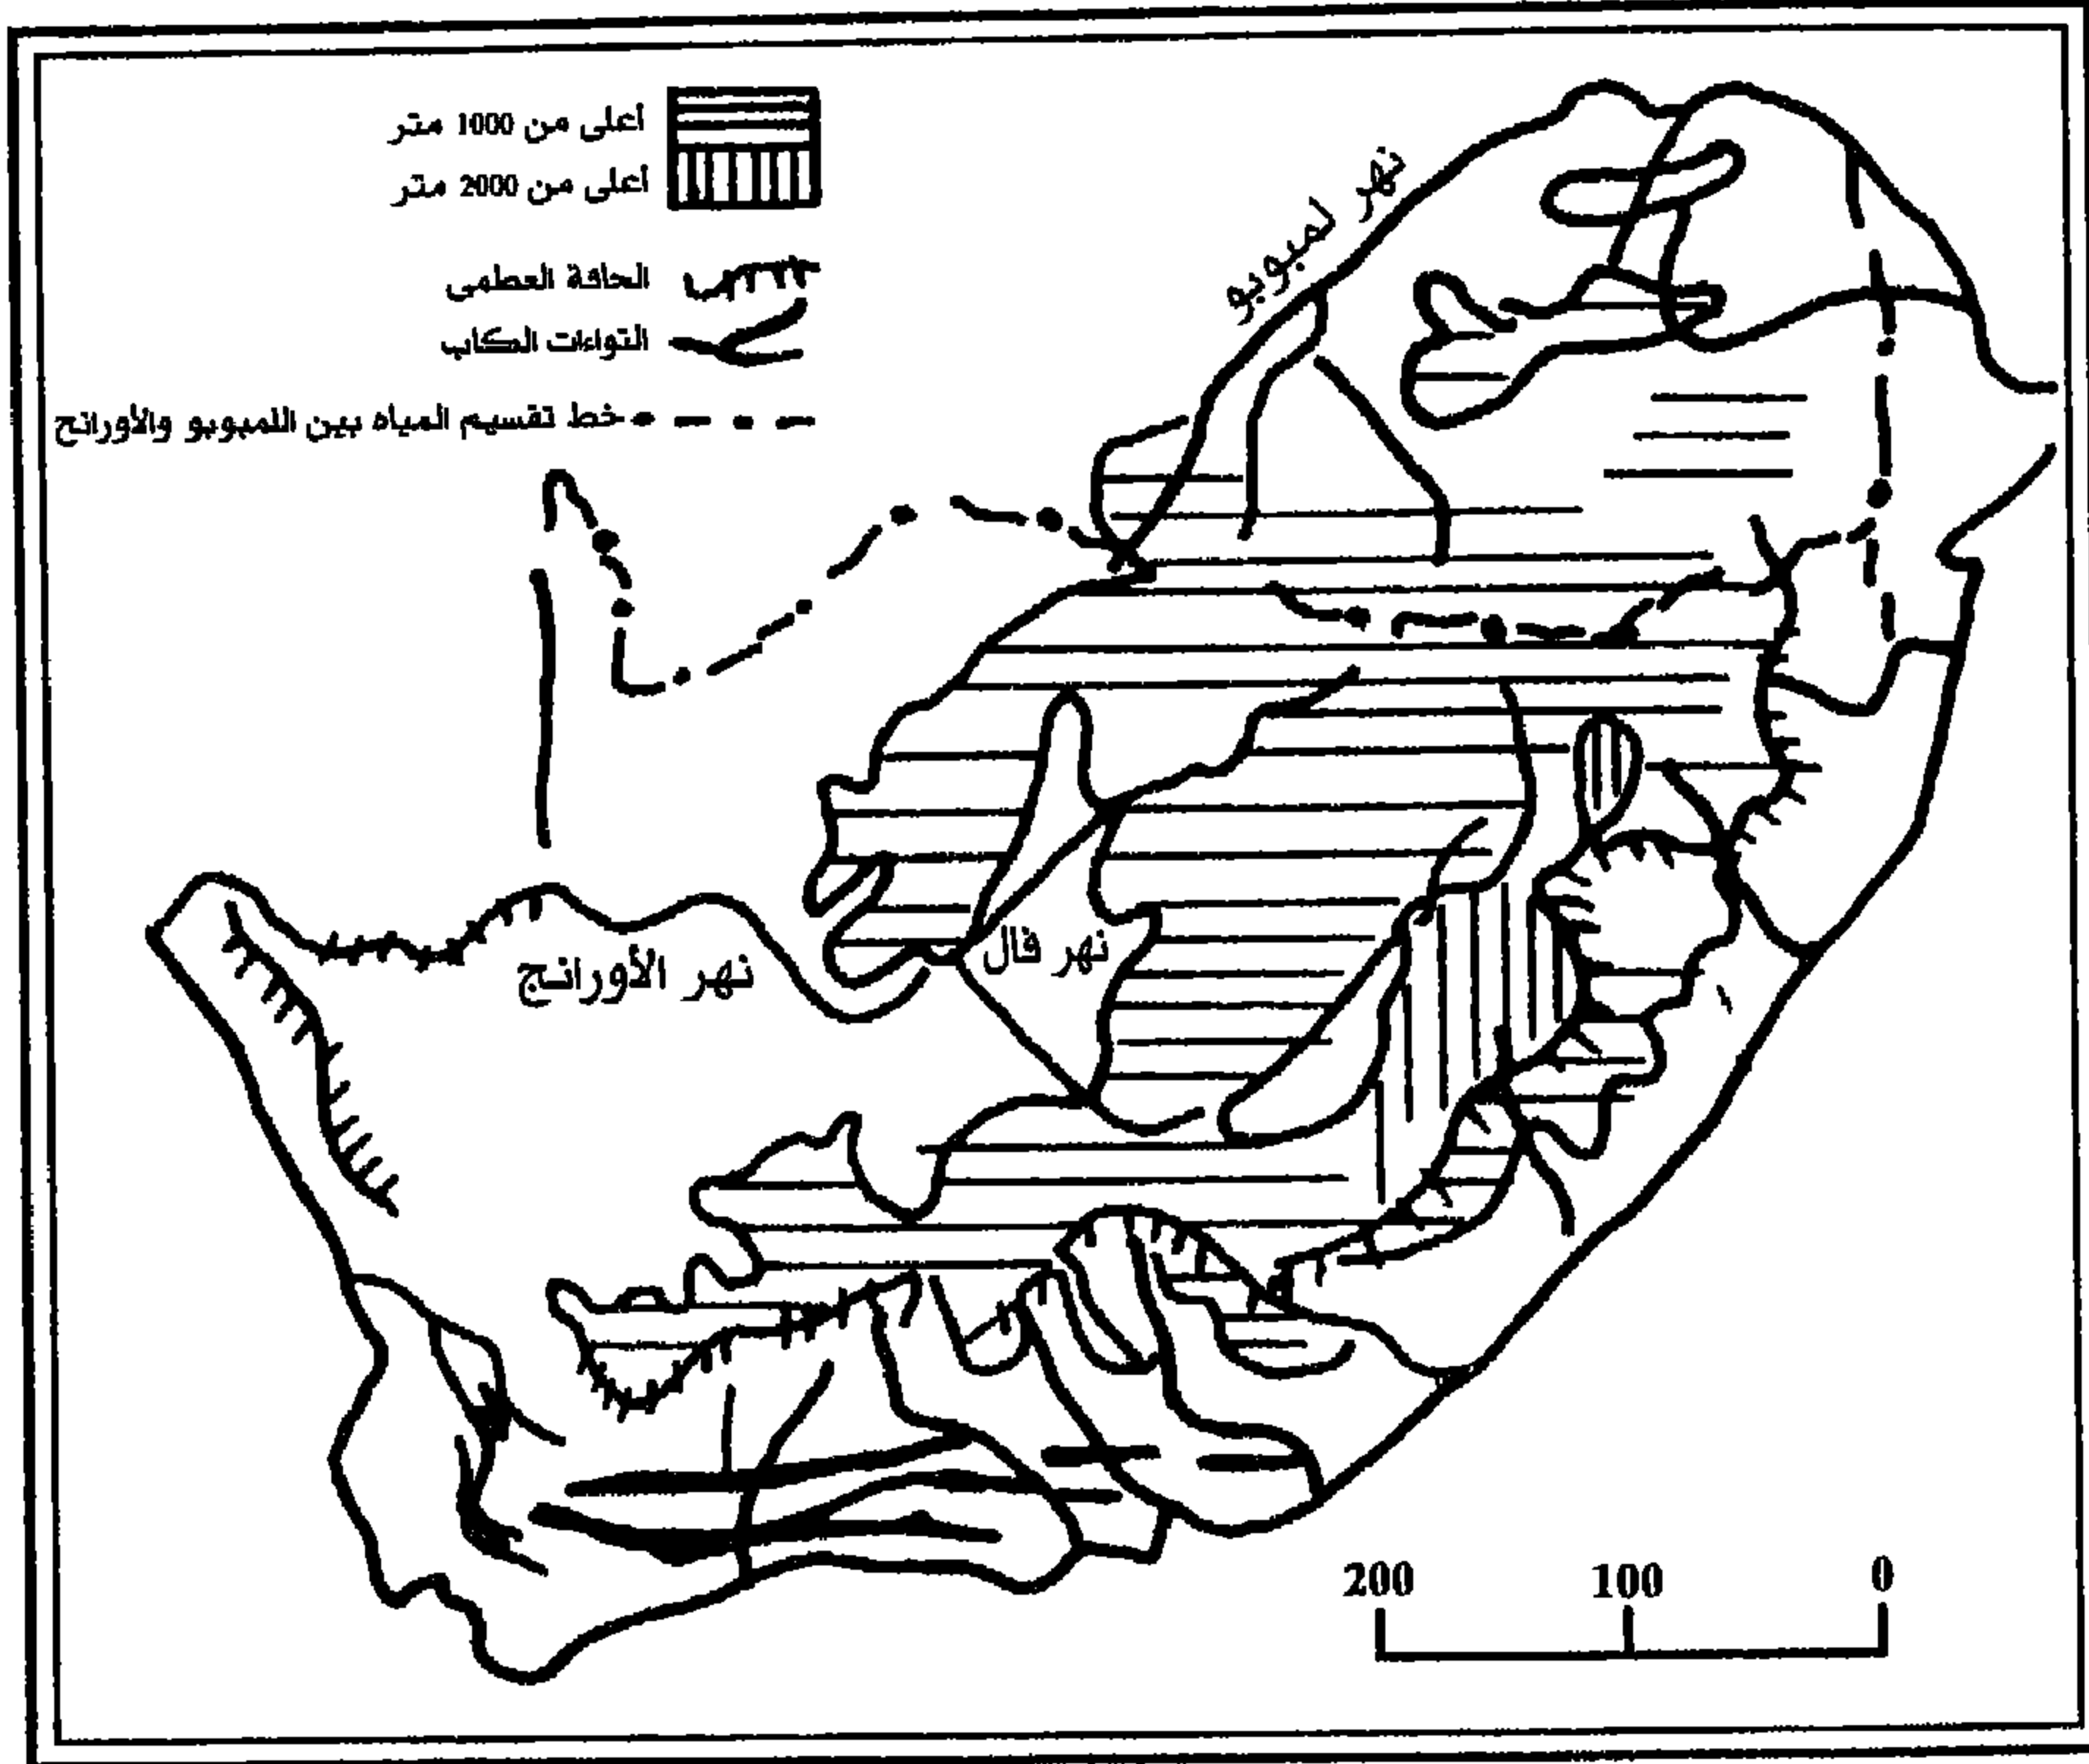 أعلى من 1000 متر
أعلى من 2000 متر
الحافة العظمى
التواءات الكاب
خط تقسيم المياه بين اللمبوبو والأورانج
نهر لمبوبو
نهر فال
نهر الأورانج
200 100 0